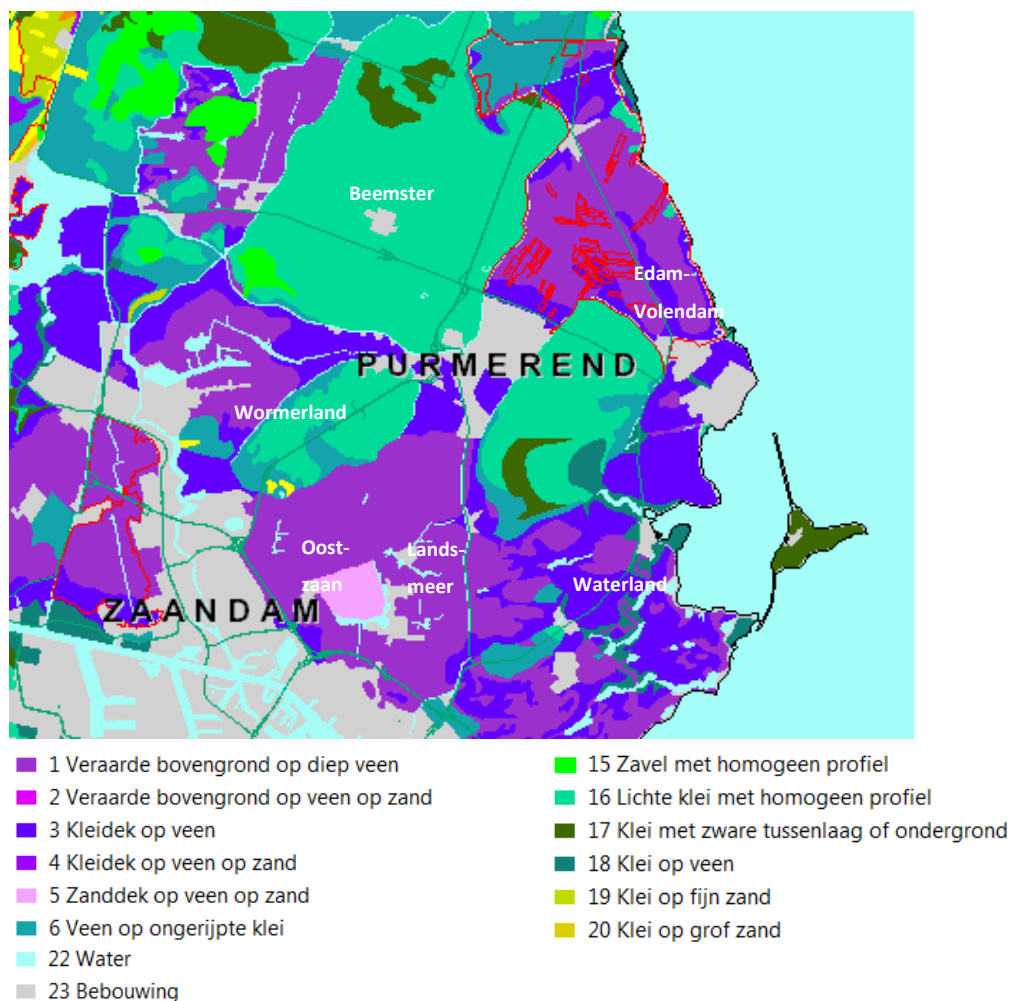 Beemster
Edam--
Volendam
PURMEREND
Wormerland
Oost-
zaan
Lands-
meer
Waterland
ZAANDAM
1 Veraarde bovengrond op diep veen
2 Veraarde bovengrond op veen op zand
3 Kleidek op veen
4 Kleidek op veen op zand
5 Zanddek op veen op zand
6 Veen op ongerijpte klei
22 Water
23 Bebouwing
15 Zavel met homogeen profiel
16 Lichte klei met homogeen profiel
17 Klei met zware tussenlaag of ondergrond
18 Klei op veen
19 Klei op fijn zand
20 Klei op grof zand